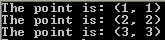 The point is: (1, 1)
The point is: (2, 2)
The point is: (3, 3)